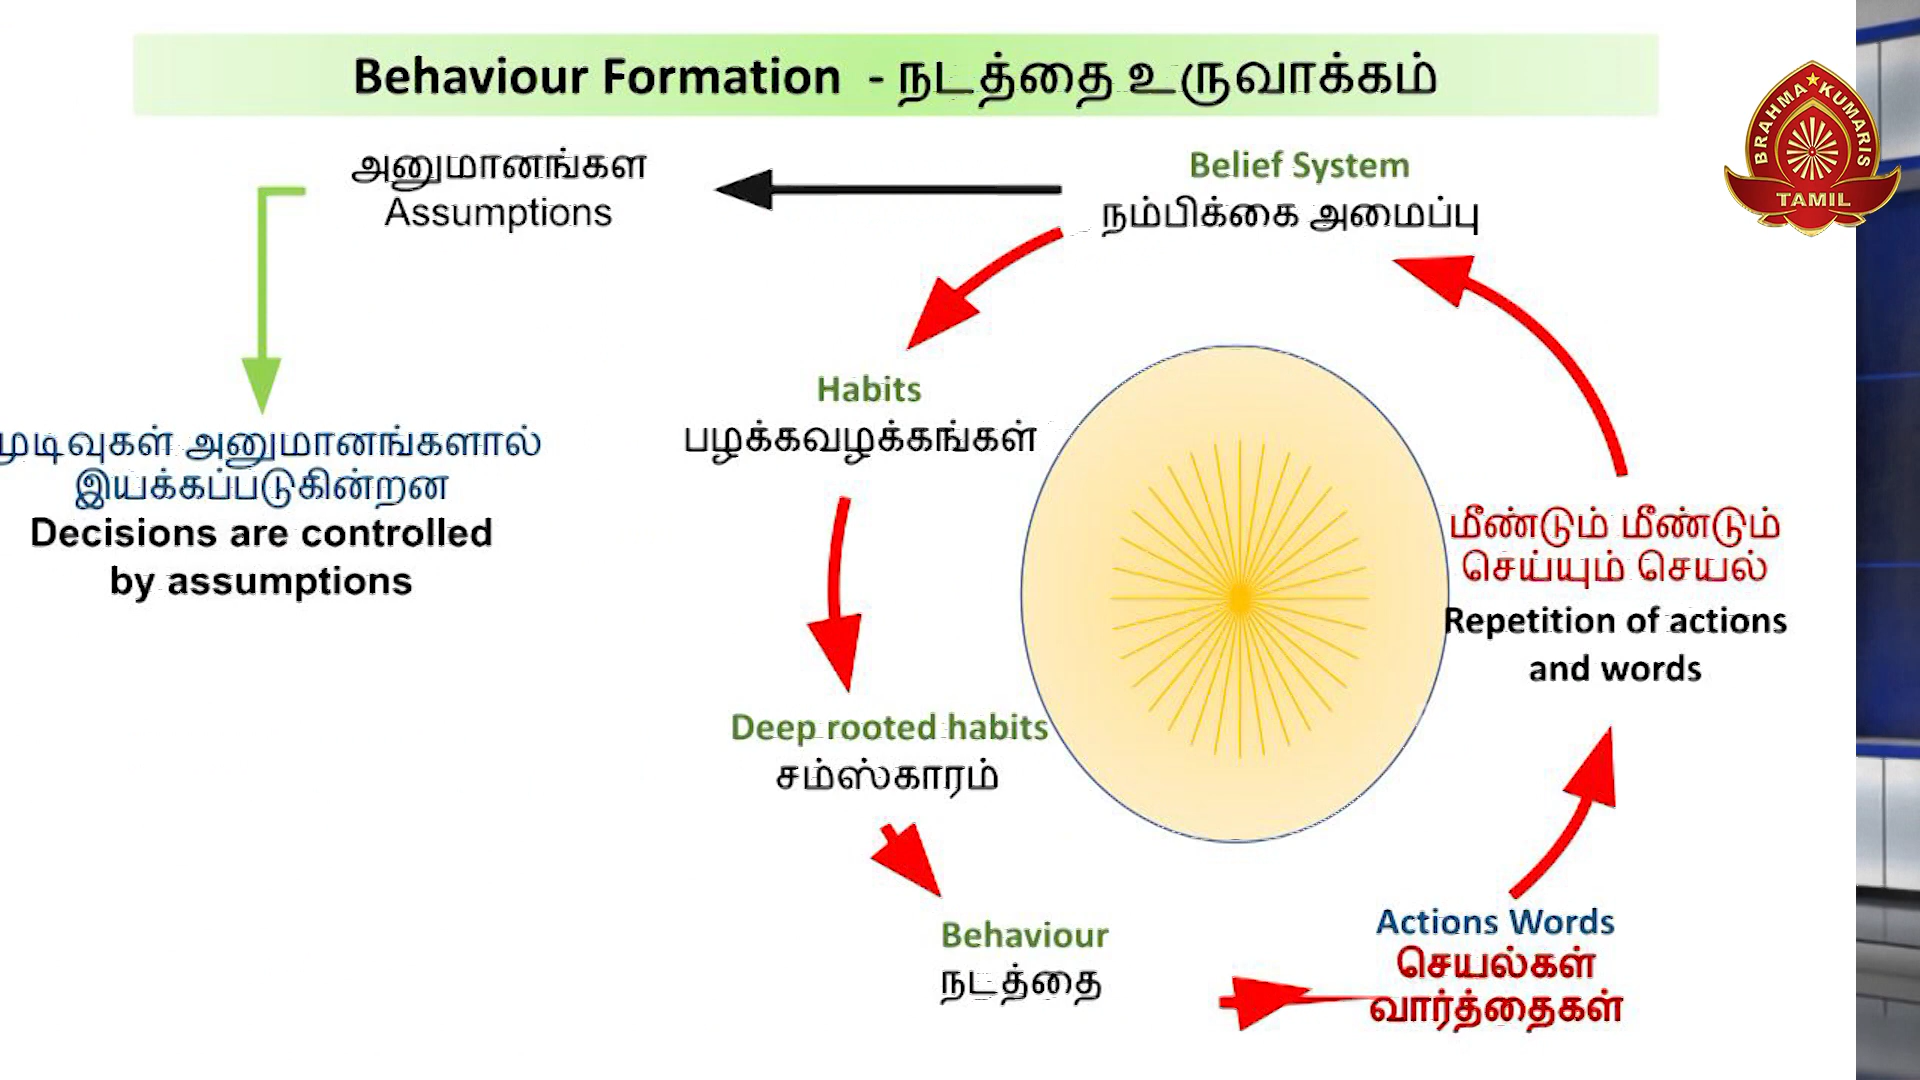 Behaviour Formation - நடத்தை உருவாக்கம்
அனுமானங்கள
Assumptions
Belief System
நம்பிக்கை அமைப்பு
BRAHMA KUMARIS
TAMIL
Habits
பழக்கவழக்கங்கள்
முடிவுகள் அனுமானங்களால்
இயக்கப்படுகின்றன
Decisions are controlled
by assumptions
மீண்டும் மீண்டும்
செய்யும் செயல்
Repetition of actions
and words
Deep rooted habits
சம்ஸ்காரம்
Behaviour
நடத்தை
Actions Words
செயல்கள்
வார்த்தைகள்